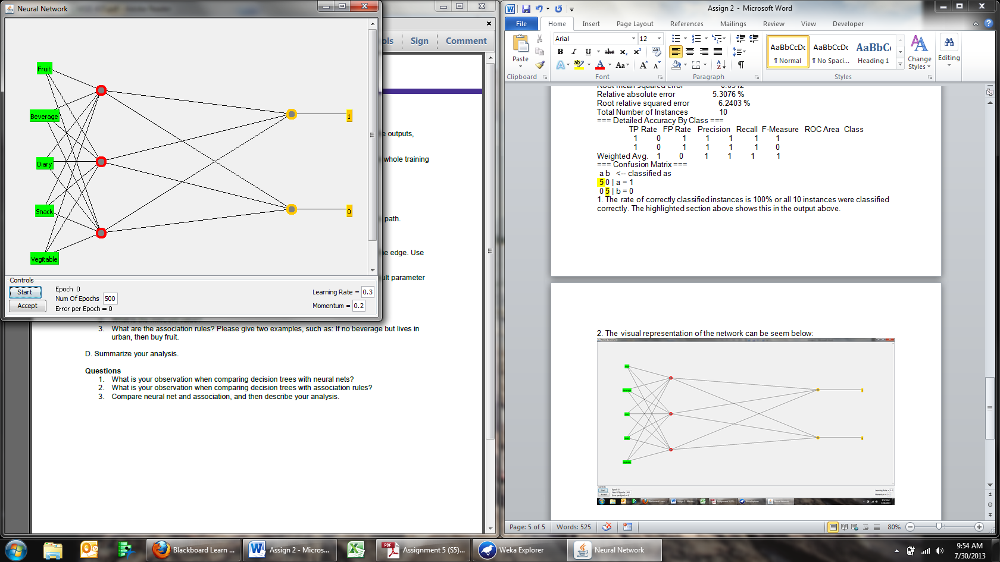 Neural Network
Fruit
Beverage
Diary
Snack
Vegitable
1
0
Controls
Start
Accept
Epoch 0
Num Of Epochs 500
Error per Epoch = 0
Learning Rate = 0.3
Momentum = 0.2
Sign
Comment
outputs,
whole training
path.
edge. Use
parameter
3. What are the association rules? Please give two examples, such as: If no beverage but lives in
urban, then buy fruit.
D. Summarize your analysis.
Questions
1. What is your observation when comparing decision trees with neural nets?
2. What is your observation when comparing decision trees with association rules?
3. Compare neural net and association, and then describe your analysis.
Assign 2 - Microsoft Word
File Home Insert Page Layout References Mailings Review View Developer
Paste
Arial 12
AaBbCcDc AaBbCcDc AaBbC
¶ Normal ¶ No Spaci... Heading 1
Change
Styles
Editing
Clipboard Font Paragraph Styles
Root mean squared error 0.0312
Relative absolute error 5.3076 %
Root relative squared error 6.2403 %
Total Number of Instances 10
=== Detailed Accuracy By Class ===
TP Rate FP Rate Precision Recall F-Measure ROC Area Class
1 0 1 1 1 1 1
1 0 1 1 1 1 0
Weighted Avg. 1 0 1 1 1 1
=== Confusion Matrix ===
a b <-- classified as
5 0 | a = 1
0 5 | b = 0
1. The rate of correctly classified instances is 100% or all 10 instances were classified
correctly. The highlighted section above shows this in the output above.
2. The visual representation of the network can be seem below:
Page: 5 of 5 Words: 525 80%
Blackboard Learn ...
Assign 2 - Micros...
Assignment 5 (S5)...
Weka Explorer
Neural Network
9:54 AM
7/30/2013